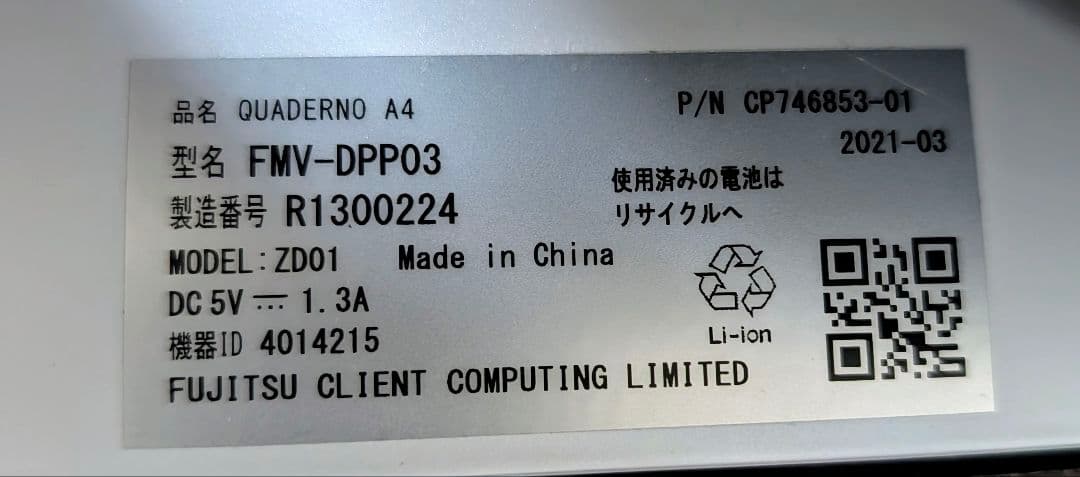 品名 QUADERNO A4
型名 FMV-DPP03
製造番号 R1300224
MODEL: ZD01 Made in China
DC 5V ⎓ 1.3A
機器ID 4014215
FUJITSU CLIENT COMPUTING LIMITED
P/N CP746853-01
2021-03
使用済みの電池は
リサイクルへ
Li-ion